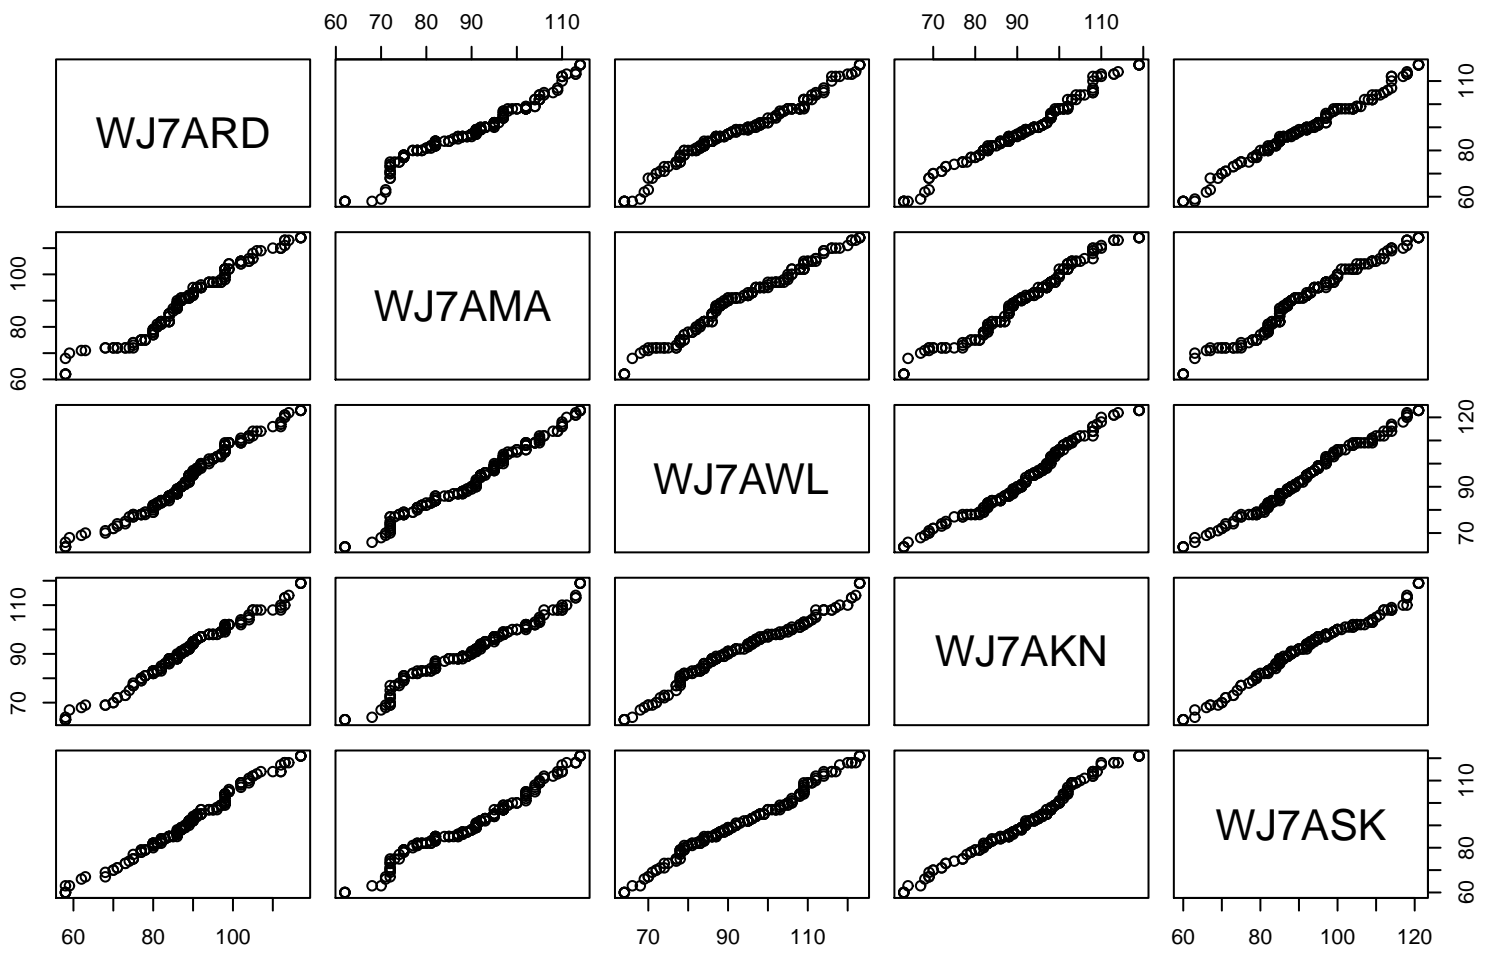 60 70 80 90 110 70 80 90 110
WJ7ARD 60 80 110
60 80 100 WJ7AMA
WJ7AWL 70 90 120
70 90 110 WJ7AKN
WJ7ASK 60 80 110
60 80 100 70 90 110 60 80 100 120